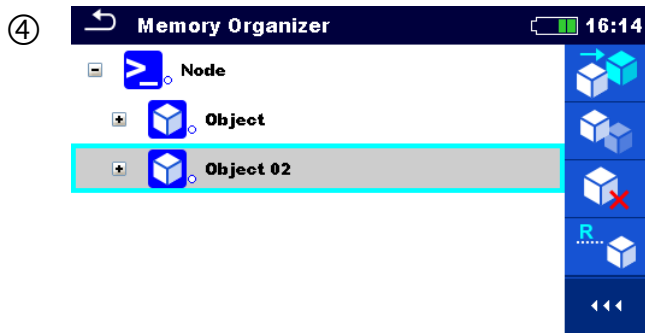 ④
Memory Organizer 16:14
>_ Node
Object
Object 02
R